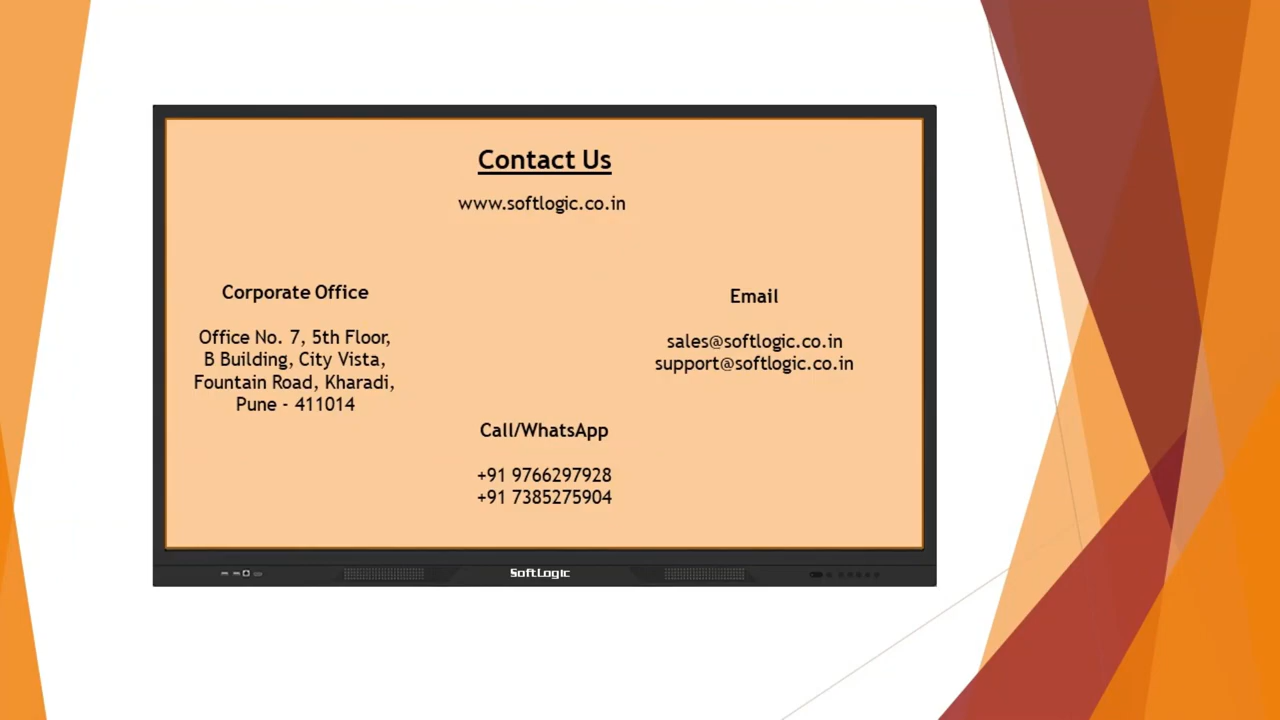 Contact Us
www.softlogic.co.in
Corporate Office
Office No. 7, 5th Floor,
B Building, City Vista,
Fountain Road, Kharadi,
Pune - 411014
Email
sales@softlogic.co.in
support@softlogic.co.in
Call/WhatsApp
+91 9766297928
+91 7385275904
SoftLogic